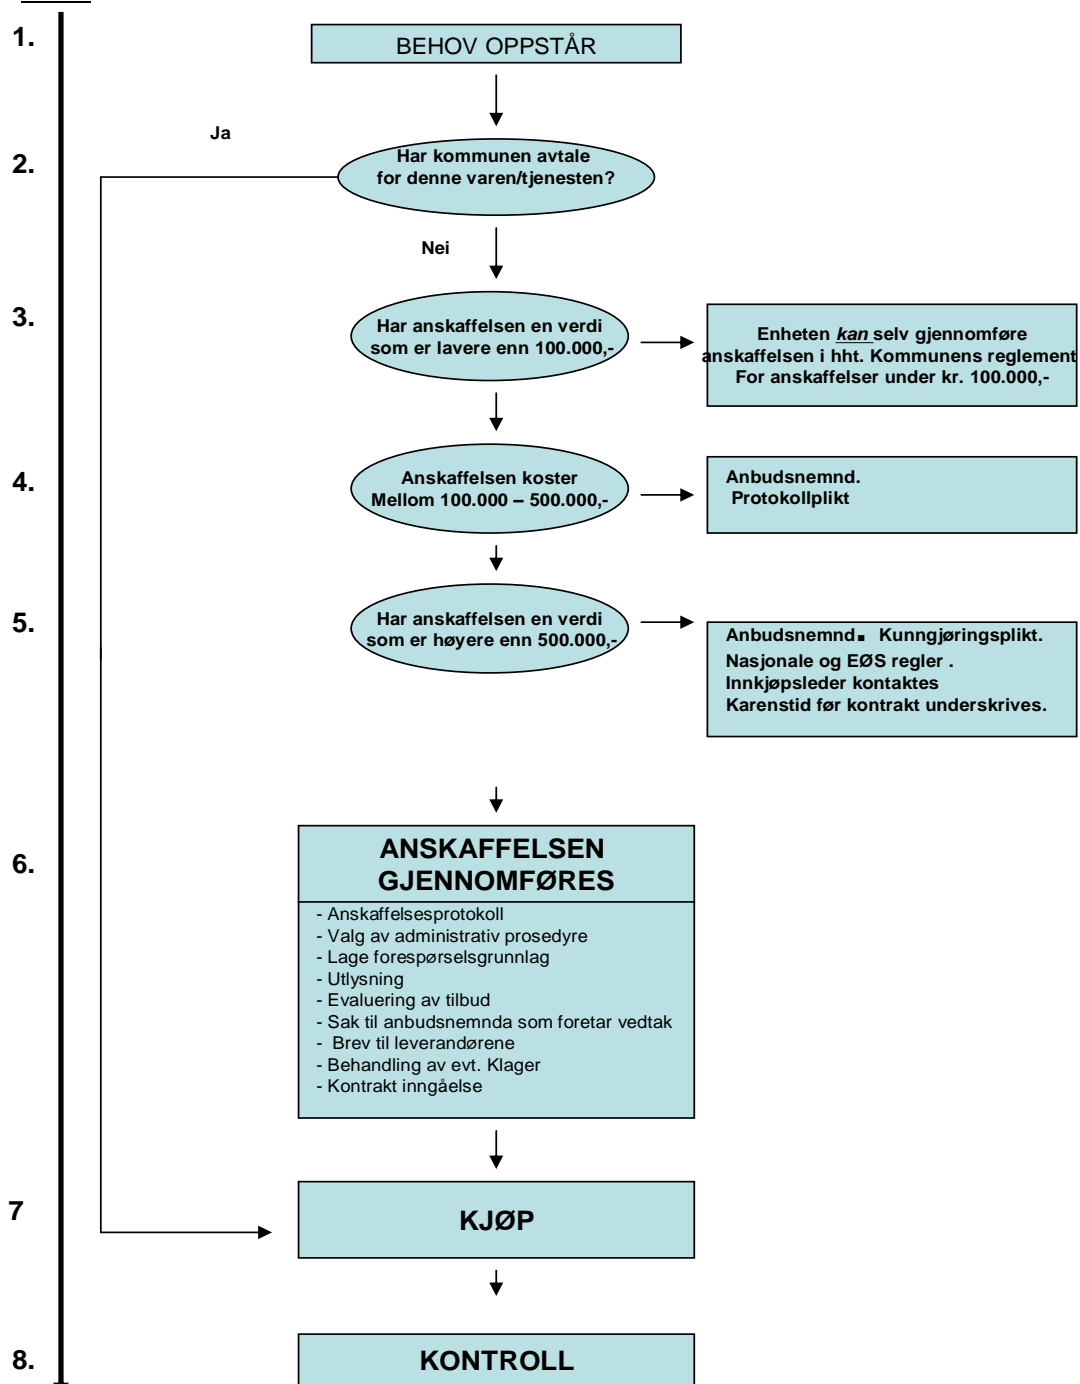 1.
BEHOV OPPSTÅR
Ja
2.
Har kommunen avtale
for denne varen/tjenesten?
Nei
3.
Har anskaffelsen en verdi
som er lavere enn 100.000,-
Enheten kan selv gjennomføre
anskaffelsen i hht. Kommunens reglement
For anskaffelser under kr. 100.000,-
4.
Anskaffelsen koster
Mellom 100.000 – 500.000,-
Anbudsnemnd.
Protokollplikt
5.
Har anskaffelsen en verdi
som er høyere enn 500.000,-
Anbudsnemnd. Kunngjøringsplikt.
Nasjonale og EØS regler .
Innkjøpsleder kontaktes
Karenstid før kontrakt underskrives.
6.
ANSKAFFELSEN
GJENNOMFØRES
- Anskaffelsesprotokoll
- Valg av administrativ prosedyre
- Lage forespørselsgrunnlag
- Utlysning
- Evaluering av tilbud
- Sak til anbudsnemnda som foretar vedtak
- Brev til leverandørene
- Behandling av evt. Klager
- Kontrakt inngåelse
7
KJØP
8.
KONTROLL